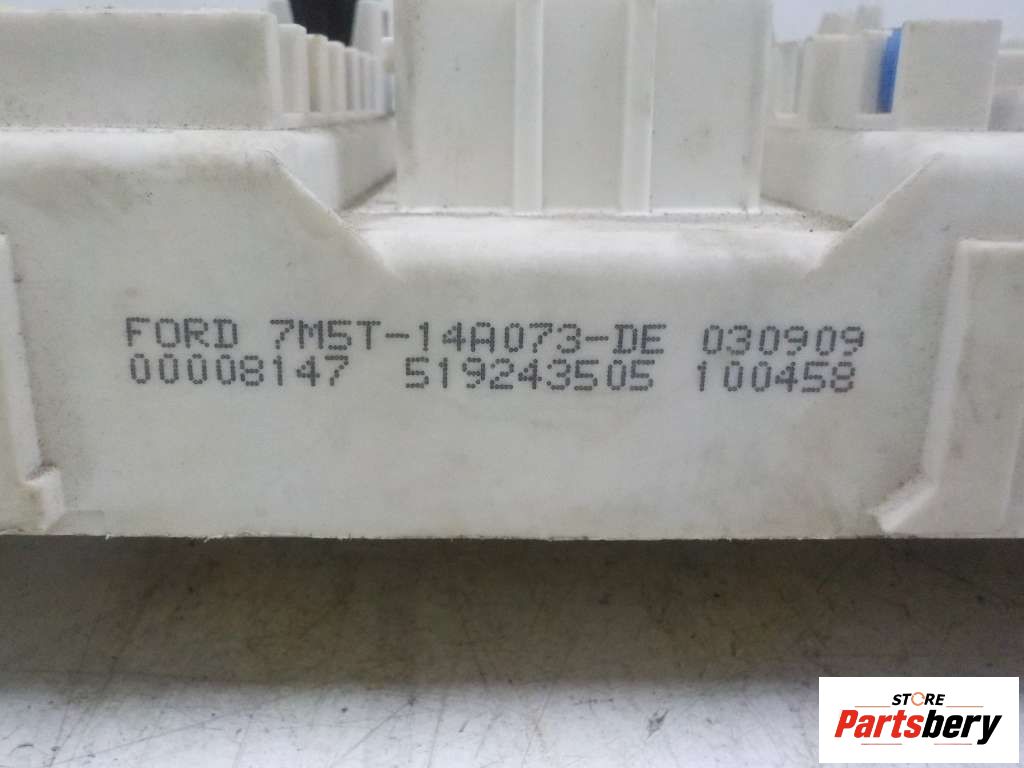 FORD 7M5T-14A073-DE 030909
00008147 519243505 100458
STORE
Partsbery